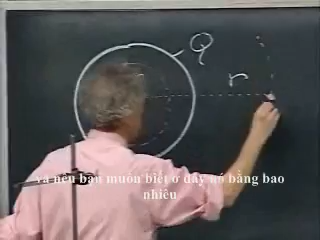 Q
r
và nếu bạn muốn biết ở đây nó bằng bao
nhiêu